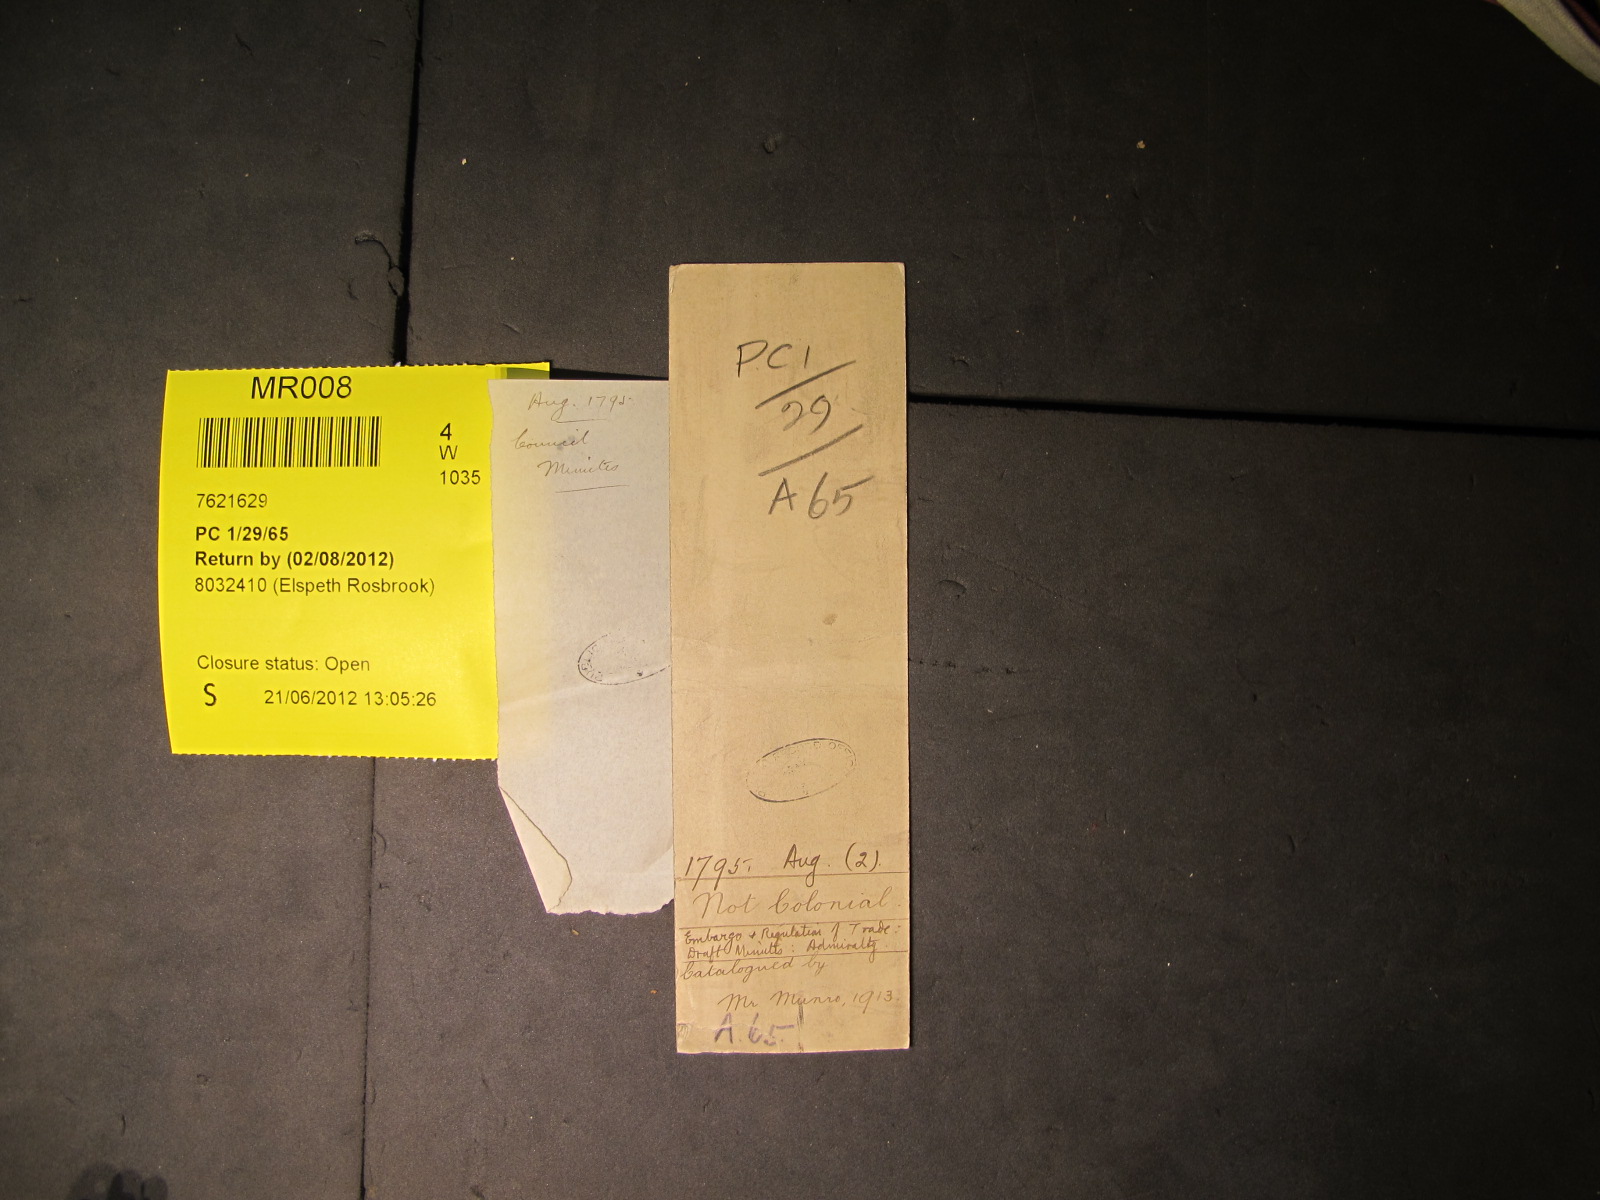 MR008
4
W
1035
7621629
PC 1/29/65
Return by (02/08/2012)
8032410 (Elspeth Rosbrook)
Closure status: Open
S 21/06/2012 13:05:26
Aug. 1795
Council
Minutes
P.C 1
29
A 65
1795. Aug. (2).
Not Colonial.
Embargo + Regulation of Trade:
Draft Minutes: Admiralty.
Catalogued by
Mr Munro, 1913.
A. 65.